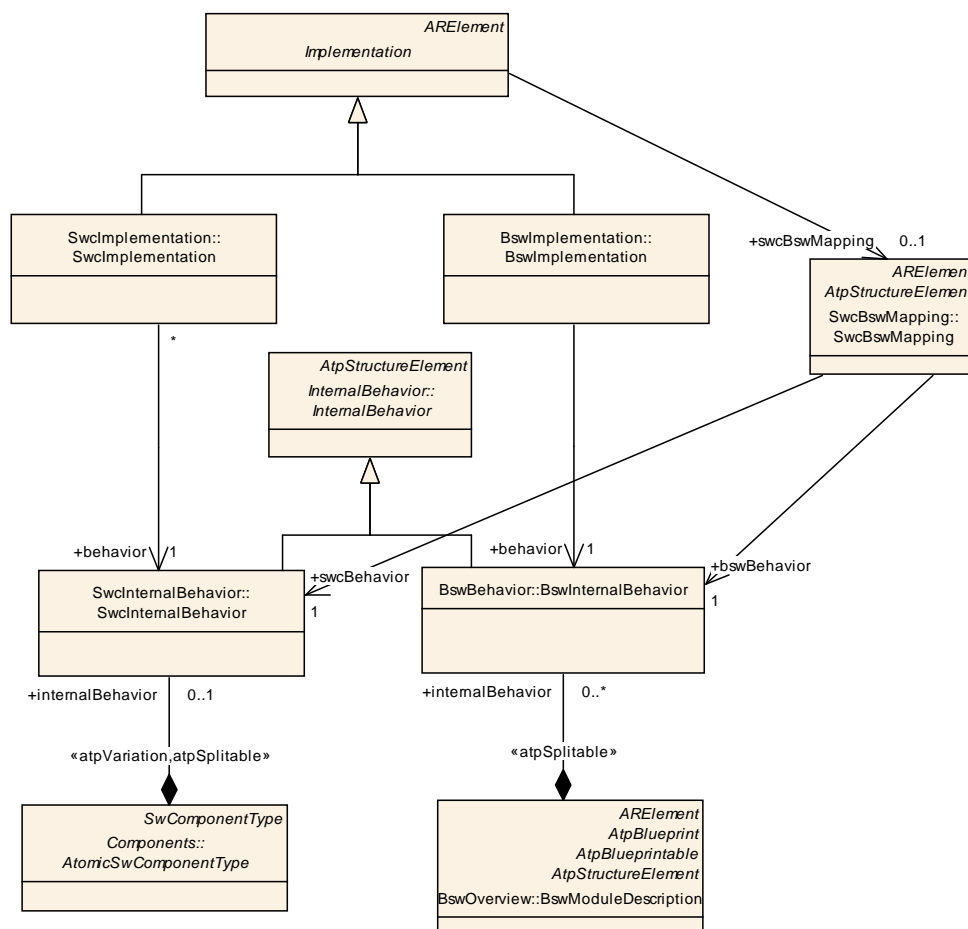 ARElement
Implementation
SwcImplementation::
SwcImplementation
BswImplementation::
BswImplementation
+swcBswMapping 0..1
ARElement
AtpStructureElement
SwcBswMapping::
SwcBswMapping
*
AtpStructureElement
InternalBehavior::
InternalBehavior
+behavior 1
+behavior 1
+swcBehavior
1
+bswBehavior
1
SwcInternalBehavior::
SwcInternalBehavior
BswBehavior::BswInternalBehavior
+internalBehavior 0..1
+internalBehavior 0..*
«atpVariation,atpSplitable»
«atpSplitable»
SwComponentType
Components::
AtomicSwComponentType
ARElement
AtpBlueprint
AtpBlueprintable
AtpStructureElement
BswOverview::BswModuleDescription